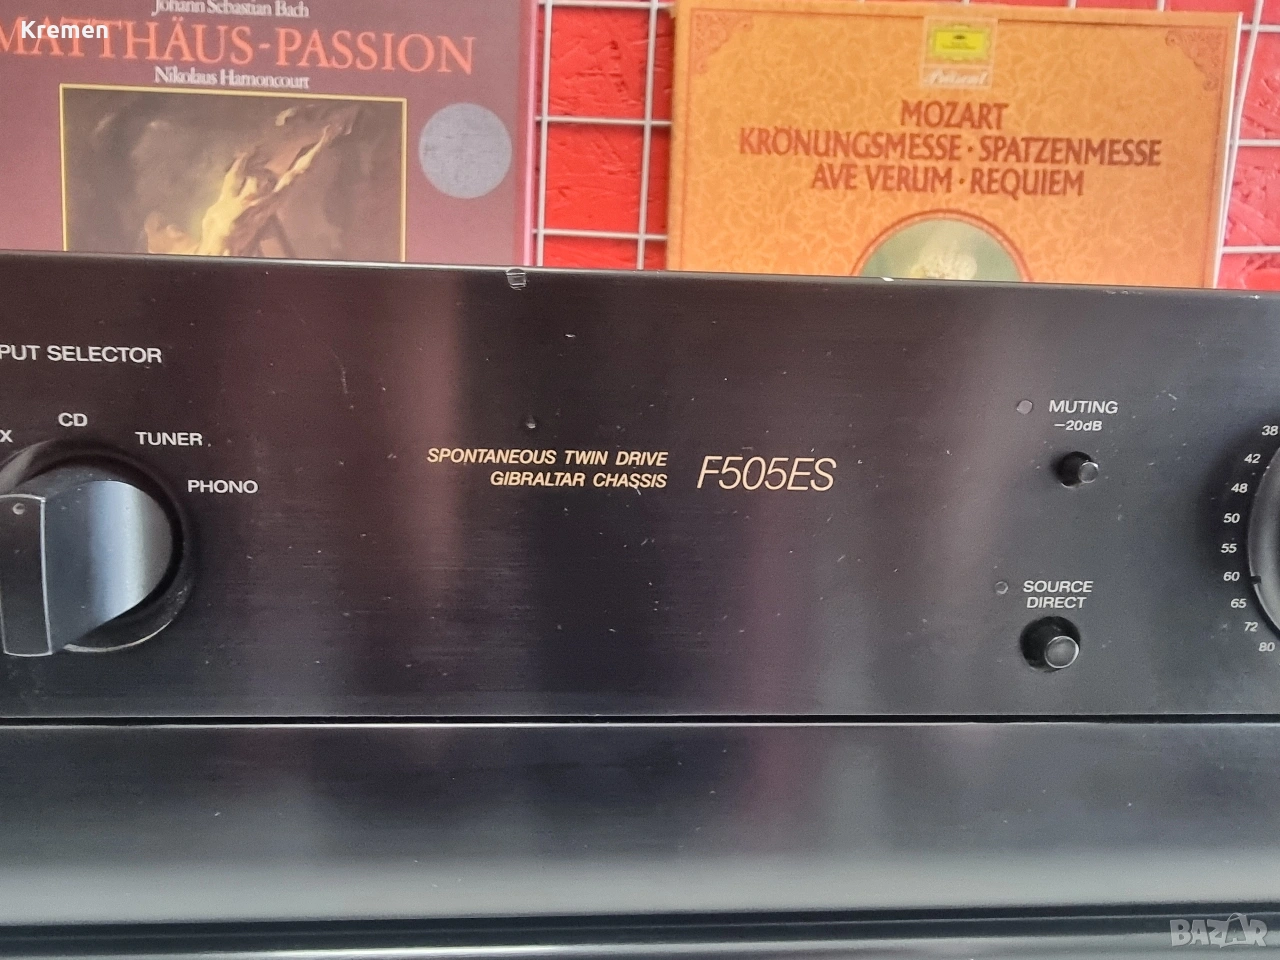 Kremen
Johann Sebastian Bach
MATTHÄUS-PASSION
Nikolaus Harnoncourt
MOZART
KRÖNUNGSMESSE · SPATZENMESSE
AVE VERUM · REQUIEM
PUT SELECTOR
X
CD
TUNER
PHONO
SPONTANEOUS TWIN DRIVE
GIBRALTAR CHASSIS
F505ES
MUTING
-20dB
SOURCE
DIRECT
38
42
48
50
55
60
65
72
80
BAZAR